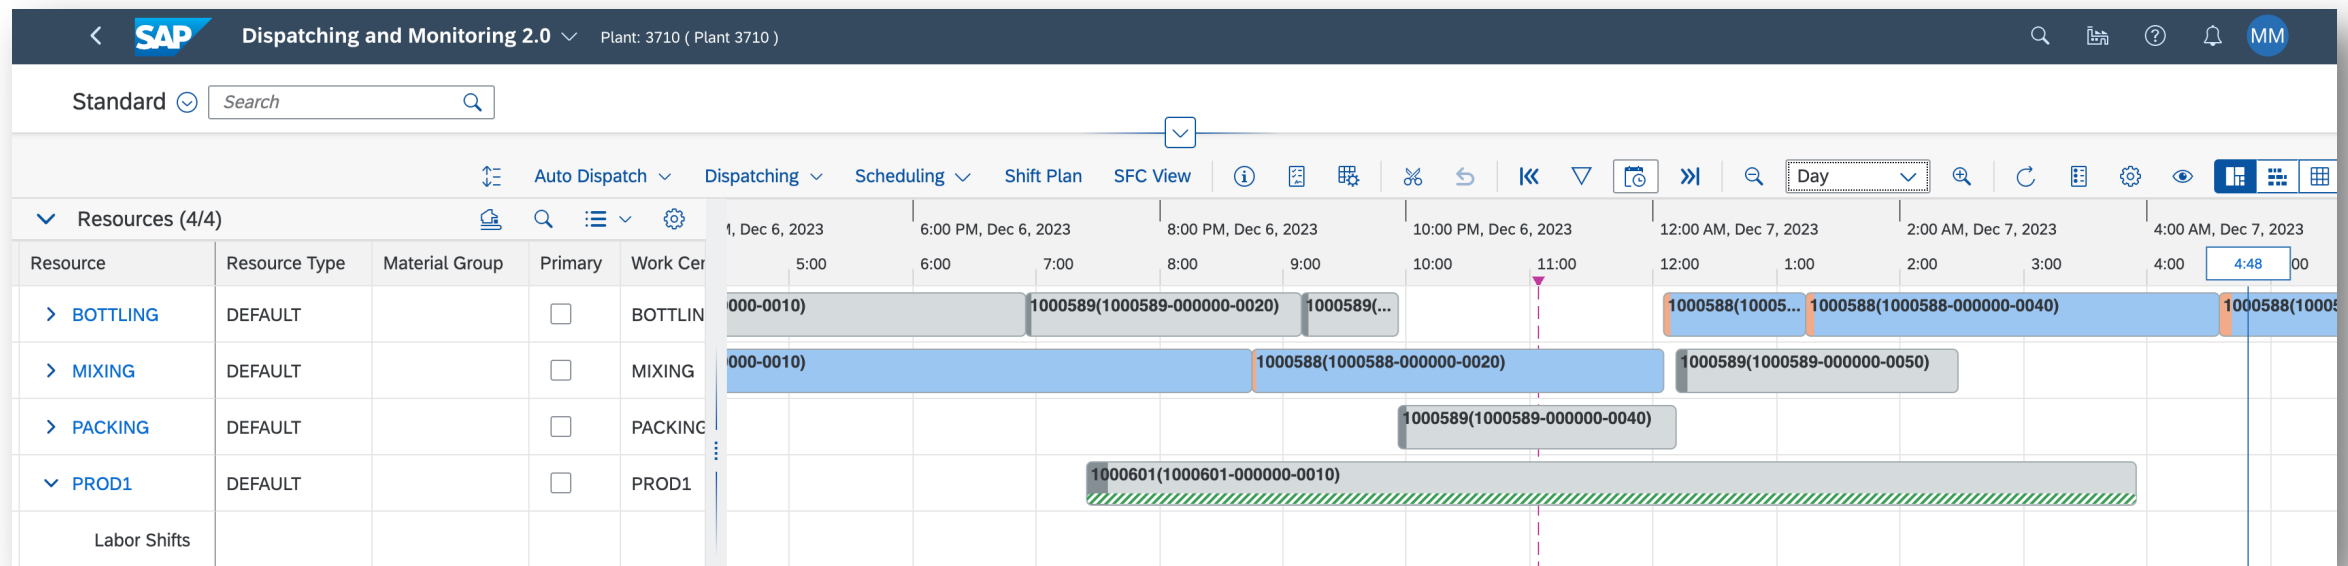 SAP Dispatching and Monitoring 2.0 Plant: 3710 ( Plant 3710 ) MM
Standard Search
Auto Dispatch Dispatching Scheduling Shift Plan SFC View Day
Resources (4/4)
, Dec 6, 2023 6:00 PM, Dec 6, 2023 8:00 PM, Dec 6, 2023 10:00 PM, Dec 6, 2023 12:00 AM, Dec 7, 2023 2:00 AM, Dec 7, 2023 4:00 AM, Dec 7, 2023
Resource Resource Type Material Group Primary Work Cer 5:00 6:00 7:00 8:00 9:00 10:00 11:00 12:00 1:00 2:00 3:00 4:00 4:48 00
BOTTLING DEFAULT BOTTLIN 000-0010) 1000589(1000589-000000-0020) 1000589(... 1000588(10005... 1000588(1000588-000000-0040) 1000588(10005
MIXING DEFAULT MIXING 000-0010) 1000588(1000588-000000-0020) 1000589(1000589-000000-0050)
PACKING DEFAULT PACKING 1000589(1000589-000000-0040)
PROD1 DEFAULT PROD1 1000601(1000601-000000-0010)
Labor Shifts